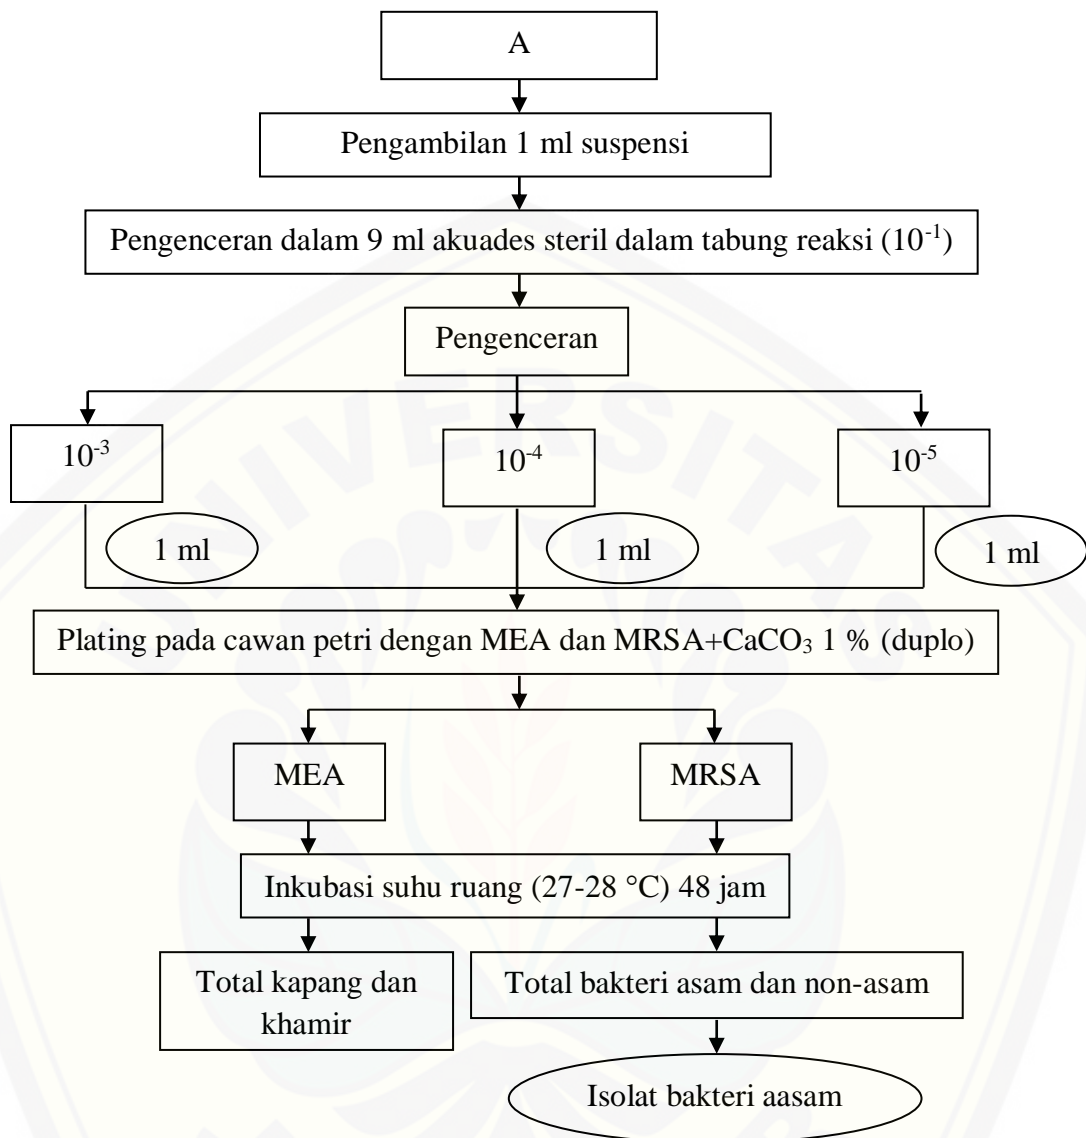 A
Pengambilan 1 ml suspensi
Pengenceran dalam 9 ml akuades steril dalam tabung reaksi (10⁻¹)
Pengenceran
10⁻³
10⁻⁴
10⁻⁵
1 ml
1 ml
1 ml
Plating pada cawan petri dengan MEA dan MRSA+CaCO₃ 1 % (duplo)
MEA
MRSA
Inkubasi suhu ruang (27-28 °C) 48 jam
Total kapang dan
khamir
Total bakteri asam dan non-asam
Isolat bakteri aasam
UNIVERSITAS